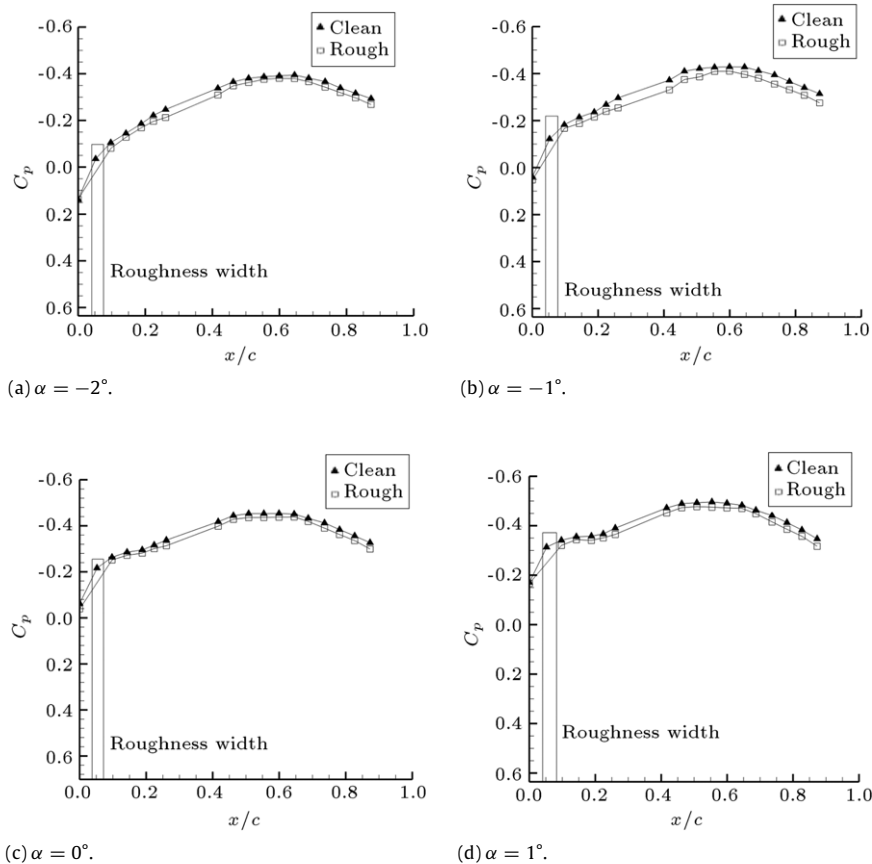 -0.6
-0.4
-0.2
0.0
0.2
0.4
0.6
C_p
Clean
Rough
Roughness width
0.0 0.2 0.4 0.6 0.8 1.0
x/c
(a) α = −2°.
-0.6
-0.4
-0.2
0.0
0.2
0.4
0.6
C_p
Clean
Rough
Roughness width
0.0 0.2 0.4 0.6 0.8 1.0
x/c
(b) α = −1°.
-0.6
-0.4
-0.2
0.0
0.2
0.4
0.6
C_p
Clean
Rough
Roughness width
0.0 0.2 0.4 0.6 0.8 1.0
x/c
(c) α = 0°.
-0.6
-0.4
-0.2
0.0
0.2
0.4
0.6
C_p
Clean
Rough
Roughness width
0.0 0.2 0.4 0.6 0.8 1.0
x/c
(d) α = 1°.